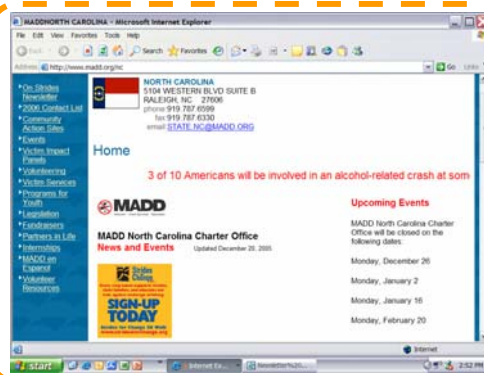 MADDNORTH CAROLINA - Microsoft Internet Explorer
File Edit View Favorites Tools Help
Search Favorites
Address http://www.madd.org/nc Go Links
On Strides Newsletter
2006 Contact List
Community Action Sites
Events
Victim Impact Panels
Volunteering
Victim Services
Programs for Youth
Legislation
Fundraisers
Partners in Life
Internships
MADD en Espanol
Volunteer Resources
NORTH CAROLINA
5104 WESTERN BLVD SUITE B
RALEIGH, NC 27606
phone 919.787.6599
fax 919.787.6330
email STATE.NC@MADD.ORG
Home
3 of 10 Americans will be involved in an alcohol-related crash at som
MADD
MADD North Carolina Charter Office
News and Events Updated December 20, 2005
Strides
SIGN-UP
TODAY
Strides for Change 5K Walk
Upcoming Events
MADD North Carolina Charter
Office will be closed on the
following dates:
Monday, December 26
Monday, January 2
Monday, January 16
Monday, February 20
Internet
start
2:52 PM